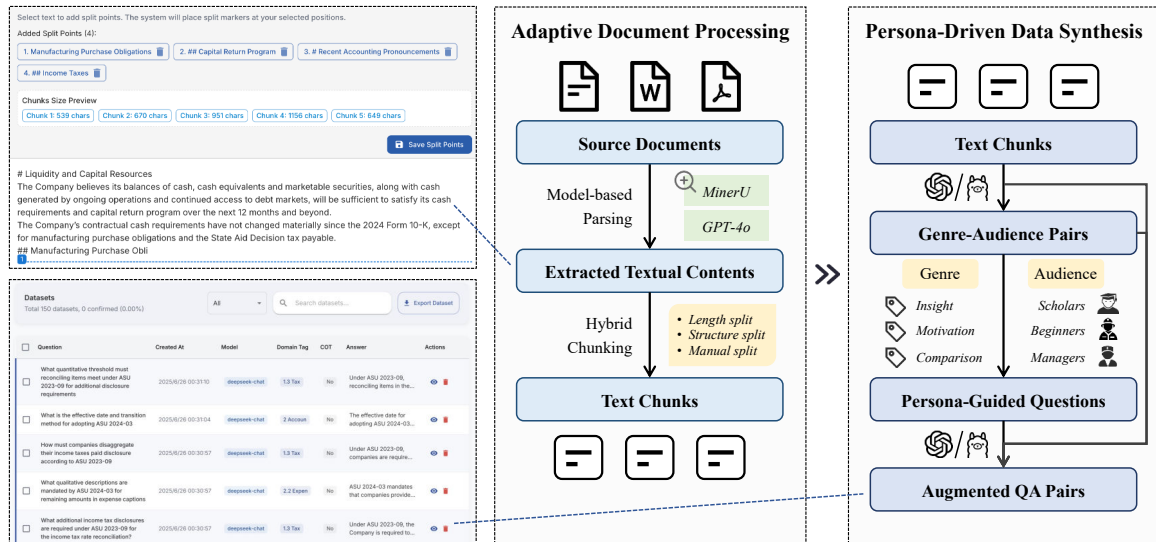 Select text to add split points. The system will place split markers at your selected positions.
Added Split Points (4):
1. Manufacturing Purchase Obligations
2. ## Capital Return Program
3. # Recent Accounting Pronouncements
4. ## Income Taxes
Chunks Size Preview
Chunk 1: 539 chars
Chunk 2: 670 chars
Chunk 3: 951 chars
Chunk 4: 1156 chars
Chunk 5: 649 chars
Save Split Points
# Liquidity and Capital Resources
The Company believes its balances of cash, cash equivalents and marketable securities, along with cash
generated by ongoing operations and continued access to debt markets, will be sufficient to satisfy its cash
requirements and capital return program over the next 12 months and beyond.
The Company's contractual cash requirements have not changed materially since the 2024 Form 10-K, except
for manufacturing purchase obligations and the State Aid Decision tax payable.
## Manufacturing Purchase Obli
1
Datasets
Total 150 datasets, 0 confirmed (0.00%)
All
Search datasets...
Export Dataset
Question Created At Model Domain Tag COT Answer Actions
What quantitative threshold must
reconciling items meet under ASU
2023-09 for additional disclosure
requirements
2025/6/26 00:31:10
deepseek-chat
1.3 Tax
No
Under ASU 2023-09,
reconciling items in the...
What is the effective date and transition
method for adopting ASU 2024-03
2025/6/26 00:31:04
deepseek-chat
2 Accoun
No
The effective date for
adopting ASU 2024-03...
How must companies disaggregate
their income taxes paid disclosure
according to ASU 2023-09
2025/6/26 00:30:57
deepseek-chat
1.3 Tax
No
Under ASU 2023-09,
companies are require...
What qualitative descriptions are
mandated by ASU 2024-03 for
remaining amounts in expense captions
2025/6/26 00:30:57
deepseek-chat
2.2 Expen
No
ASU 2024-03 mandates
that companies provide...
What additional income tax disclosures
are required under ASU 2023-09 for
the income tax rate reconciliation?
2025/6/26 00:30:57
deepseek-chat
1.3 Tax
No
Under ASU 2023-09, the
Company is required to...
Adaptive Document Processing
W
Source Documents
Model-based
Parsing
MinerU
GPT-4o
Extracted Textual Contents
Hybrid
Chunking
• Length split
• Structure split
• Manual split
Text Chunks
Persona-Driven Data Synthesis
Text Chunks
/
Genre-Audience Pairs
Genre
Audience
Insight
Scholars
Motivation
Beginners
Comparison
Managers
Persona-Guided Questions
/
Augmented QA Pairs